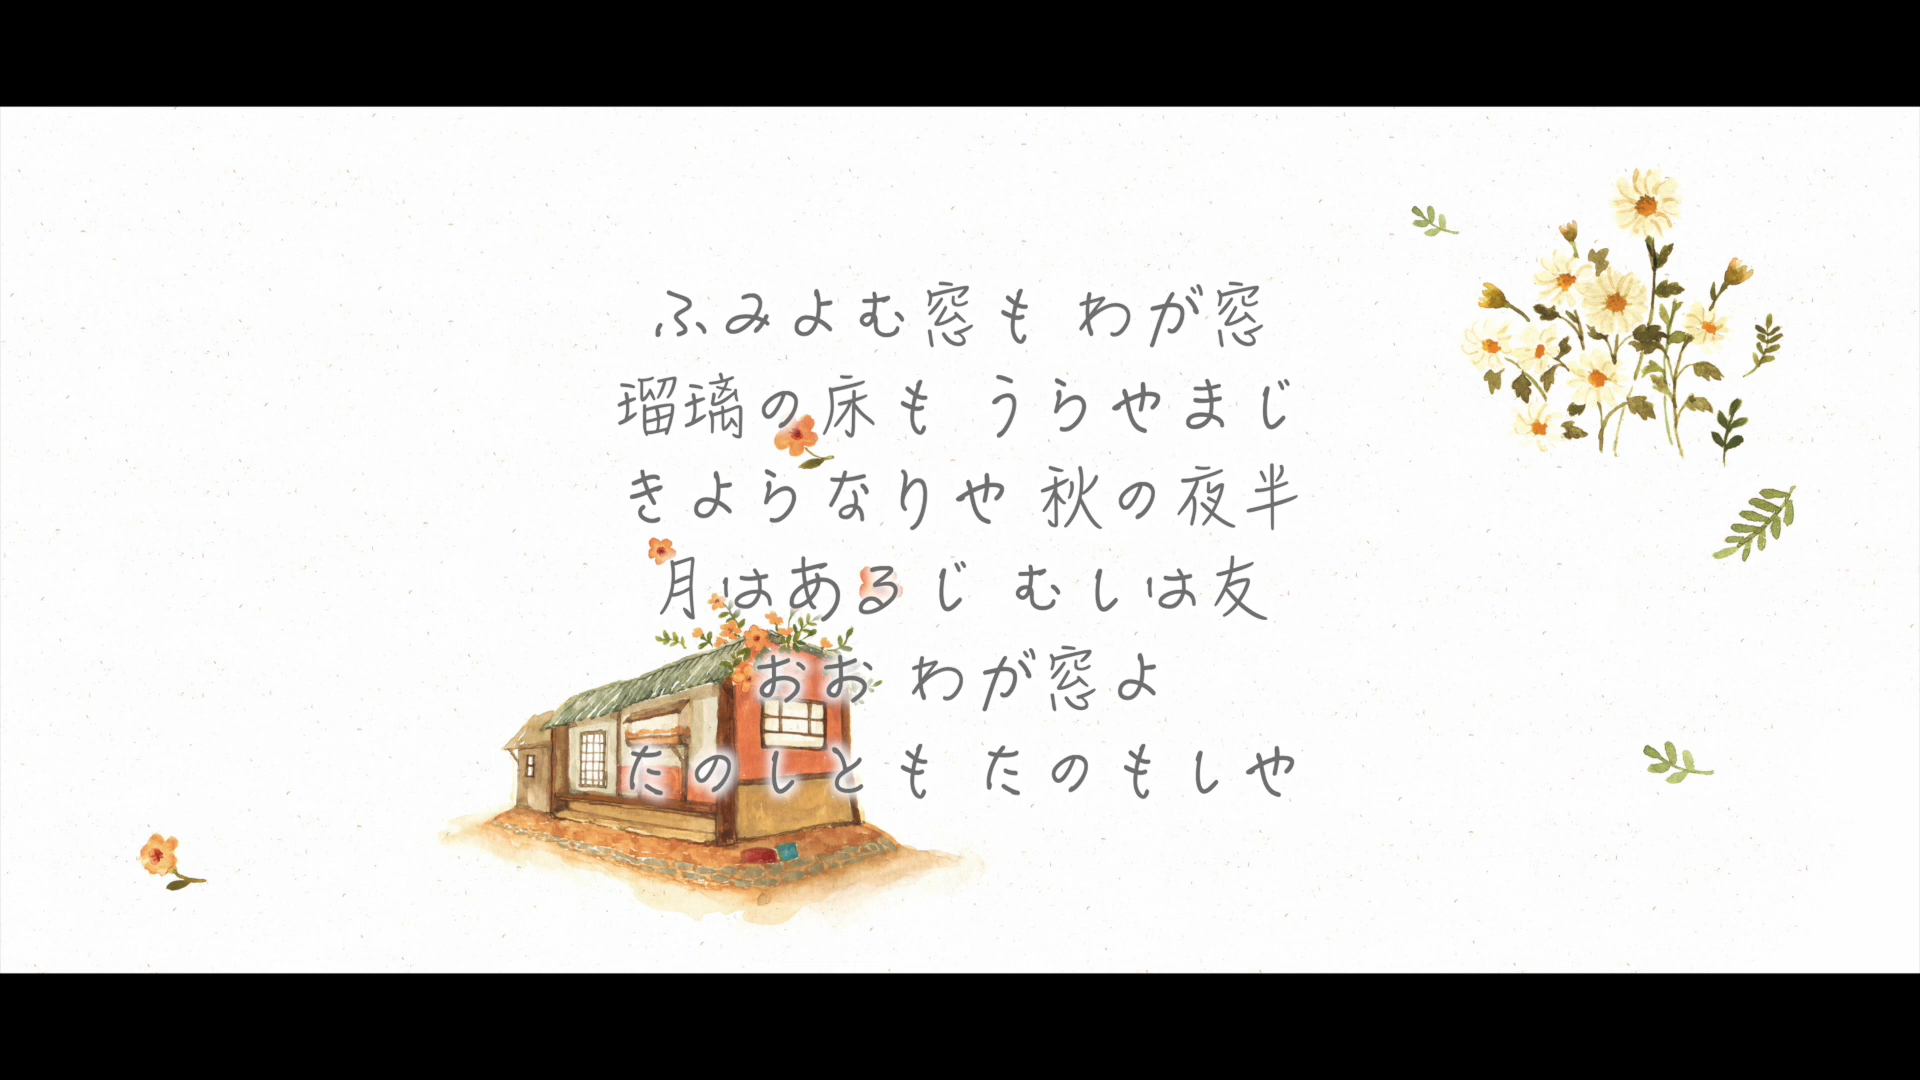 ふみよむ窓も わが窓
瑠璃の床も うらやまじ
きよらなりや 秋の夜半
月はあるじ むしは友
おお わが窓よ
たのしとも たのもしや